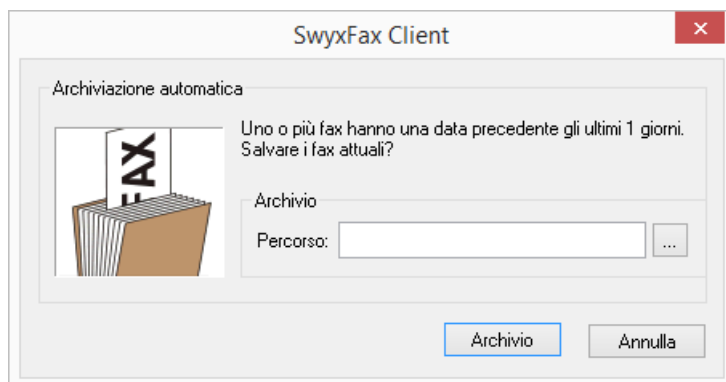 SwyxFax Client
Archiviazione automatica
FAX
Uno o più fax hanno una data precedente gli ultimi 1 giorni.
Salvare i fax attuali?
Archivio
Percorso:
...
Archivio
Annulla